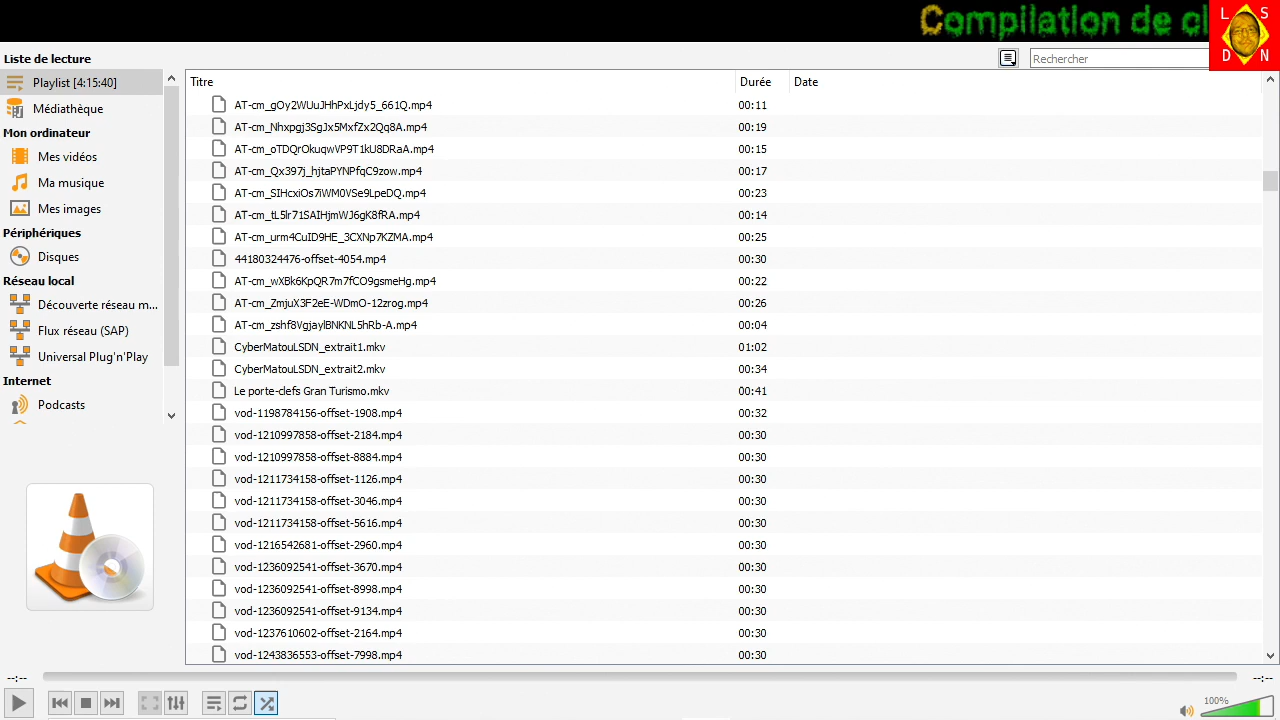 Compilation de cl
L S
D N
Liste de lecture
Rechercher
Playlist [4:15:40]
Médiathèque
Mon ordinateur
Mes vidéos
Ma musique
Mes images
Périphériques
Disques
Réseau local
Découverte réseau m...
Flux réseau (SAP)
Universal Plug'n'Play
Internet
Podcasts
Titre Durée Date
AT-cm_gOy2WUuJHhPxLjdy5_661Q.mp4 00:11
AT-cm_Nhxpgj3SgJx5MxfZx2Qq8A.mp4 00:19
AT-cm_oTDQrOkuqwVP9T1kU8DRaA.mp4 00:15
AT-cm_Qx397j_hjtaPYNPfqC9zow.mp4 00:17
AT-cm_SIHcxiOs7iWM0VSe9LpeDQ.mp4 00:23
AT-cm_tL5lr71SAIHjmWJ6gK8fRA.mp4 00:14
AT-cm_urm4CuID9HE_3CXNp7KZMA.mp4 00:25
44180324476-offset-4054.mp4 00:30
AT-cm_wXBk6KpQR7m7fCO9gsmeHg.mp4 00:22
AT-cm_ZmjuX3F2eE-WDmO-12zrog.mp4 00:26
AT-cm_zshf8VgjaylBNKNL5hRb-A.mp4 00:04
CyberMatouLSDN_extrait1.mkv 01:02
CyberMatouLSDN_extrait2.mkv 00:34
Le porte-clefs Gran Turismo.mkv 00:41
vod-1198784156-offset-1908.mp4 00:32
vod-1210997858-offset-2184.mp4 00:30
vod-1210997858-offset-8884.mp4 00:30
vod-1211734158-offset-1126.mp4 00:30
vod-1211734158-offset-3046.mp4 00:30
vod-1211734158-offset-5616.mp4 00:30
vod-1216542681-offset-2960.mp4 00:30
vod-1236092541-offset-3670.mp4 00:30
vod-1236092541-offset-8998.mp4 00:30
vod-1236092541-offset-9134.mp4 00:30
vod-1237610602-offset-2164.mp4 00:30
vod-1243836553-offset-7998.mp4 00:30
--:-- --:--
100%